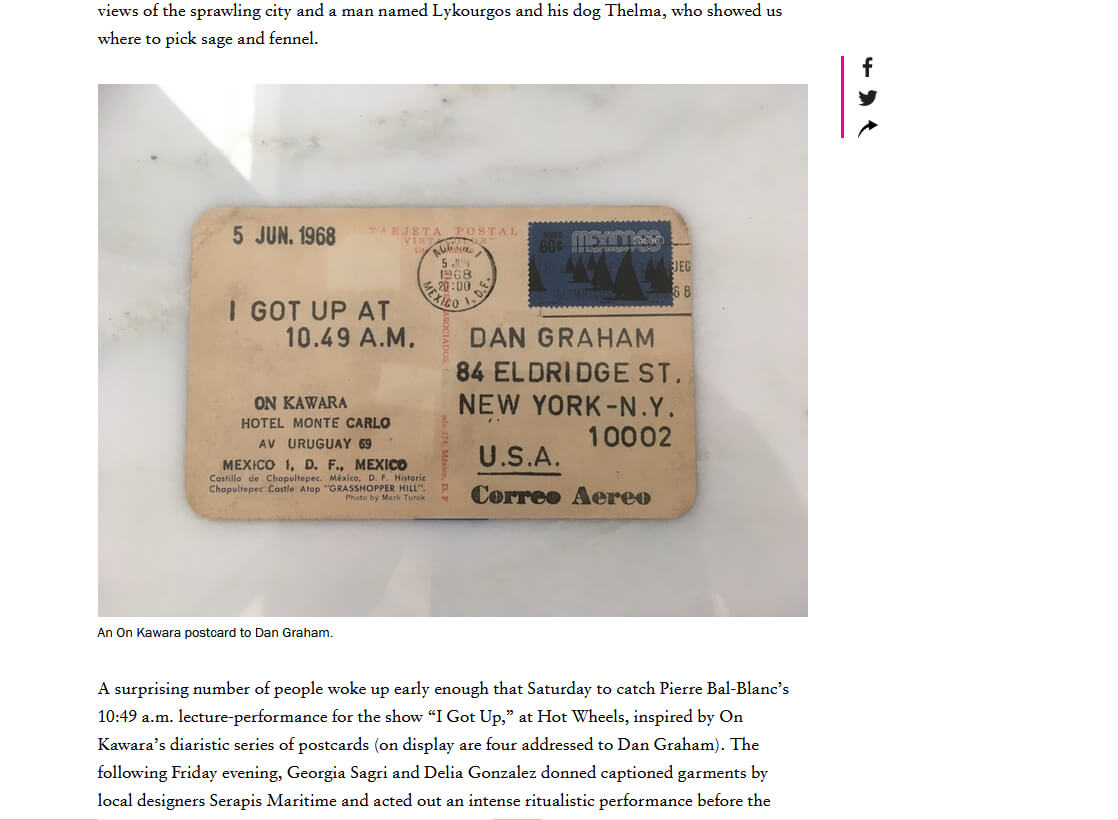 views of the sprawling city and a man named Lykourgos and his dog Thelma, who showed us
where to pick sage and fennel.
5 JUN. 1968
TARJETA POSTAL
5 JUN
1968
20:00
MEXICO 1, D.F.
AEREO
80¢ MEXICO68
I GOT UP AT
10.49 A.M.
DAN GRAHAM
84 ELDRIDGE ST.
NEW YORK-N.Y.
10002
U.S.A.
Correo Aereo
ON KAWARA
HOTEL MONTE CARLO
AV URUGUAY 69
MEXICO 1, D. F., MEXICO
Castillo de Chapultepec. México, D. F. Historic
Chapultepec Castle Atop "GRASSHOPPER HILL".
Photo by Mark Turok
An On Kawara postcard to Dan Graham.
A surprising number of people woke up early enough that Saturday to catch Pierre Bal-Blanc’s
10:49 a.m. lecture-performance for the show “I Got Up,” at Hot Wheels, inspired by On
Kawara’s diaristic series of postcards (on display are four addressed to Dan Graham). The
following Friday evening, Georgia Sagri and Delia Gonzalez donned captioned garments by
local designers Serapis Maritime and acted out an intense ritualistic performance before the